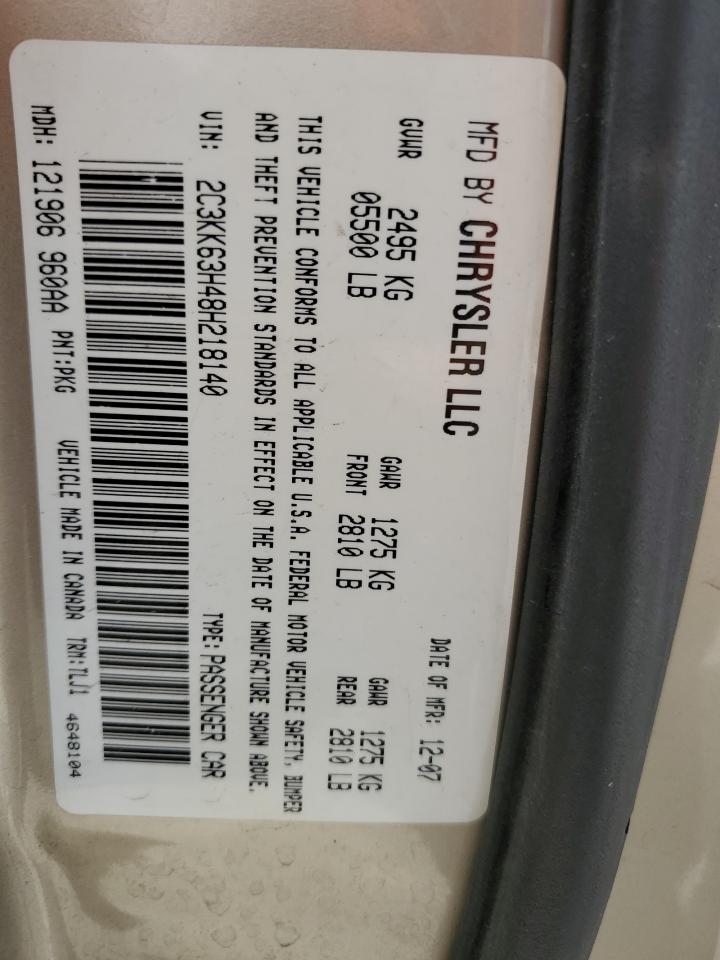 MFD BY CHRYSLER LLC
DATE OF MFR: 12-07
GVWR 2495 KG
05500 LB
GAWR FRONT 1275 KG
2810 LB
GAWR REAR 1275 KG
2810 LB
THIS VEHICLE CONFORMS TO ALL APPLICABLE U.S.A. FEDERAL MOTOR VEHICLE SAFETY, BUMPER
AND THEFT PREVENTION STANDARDS IN EFFECT ON THE DATE OF MANUFACTURE SHOWN ABOVE.
VIN: 2C3KK63H48H218140 TYPE: PASSENGER CAR
MDH: 121906 960AA PNT:PKG VEHICLE MADE IN CANADA TRM:TLJ1 4648104